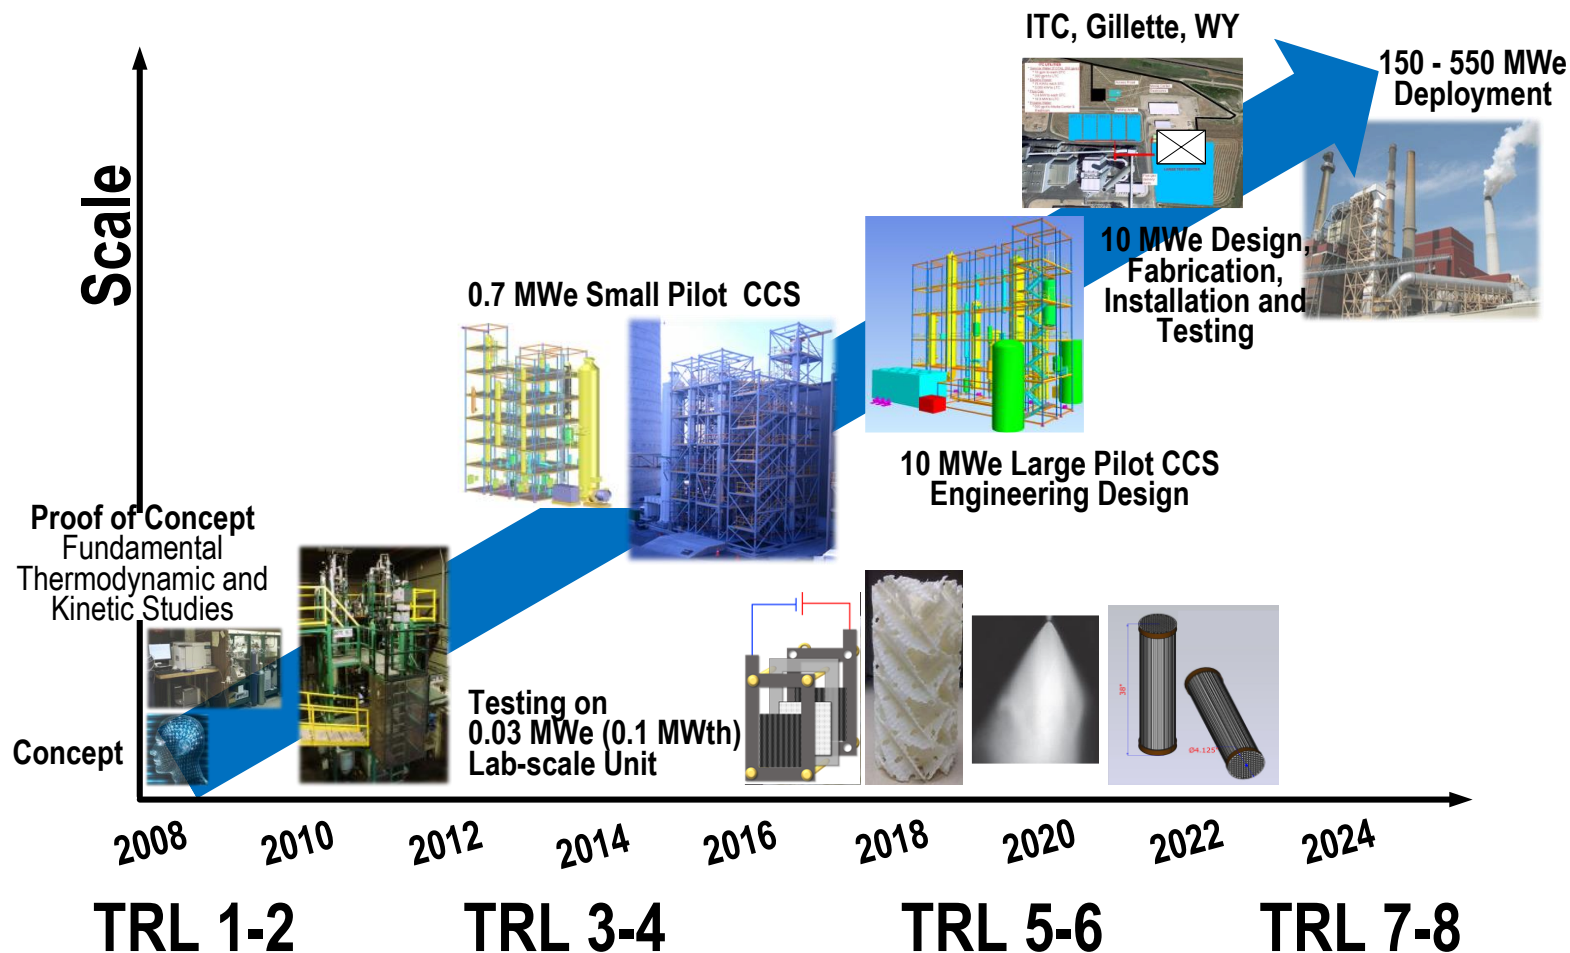 ITC, Gillette, WY
150 - 550 MWe
Deployment
Scale
10 MWe Design,
Fabrication,
Installation and
Testing
0.7 MWe Small Pilot  CCS
10 MWe Large Pilot CCS
Engineering Design
Proof of Concept
Fundamental
Thermodynamic and
Kinetic Studies
Concept
Testing on
0.03 MWe (0.1 MWth)
Lab-scale Unit
38"
Ø4.125"
2008
2010
2012
2014
2016
2018
2020
2022
2024
TRL 1-2
TRL 3-4
TRL 5-6
TRL 7-8